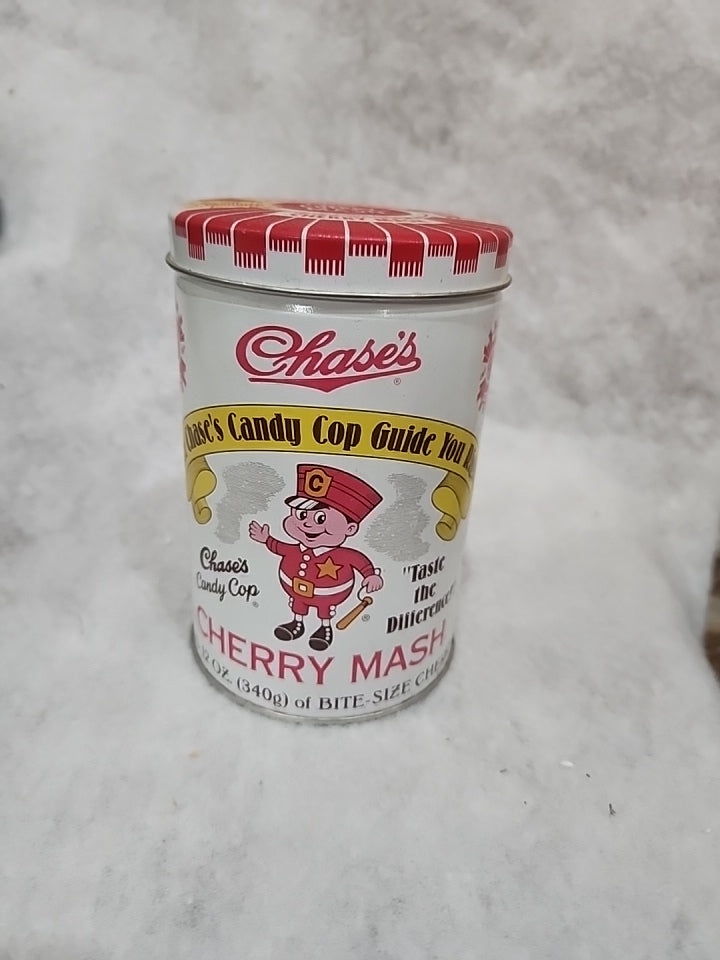 Chase's
®
Chase's Candy Cop Guide You
C
Chase's
Candy Cop
®
"Taste
the
Difference"
®
CHERRY MASH
12 OZ. (340g) of BITE-SIZE